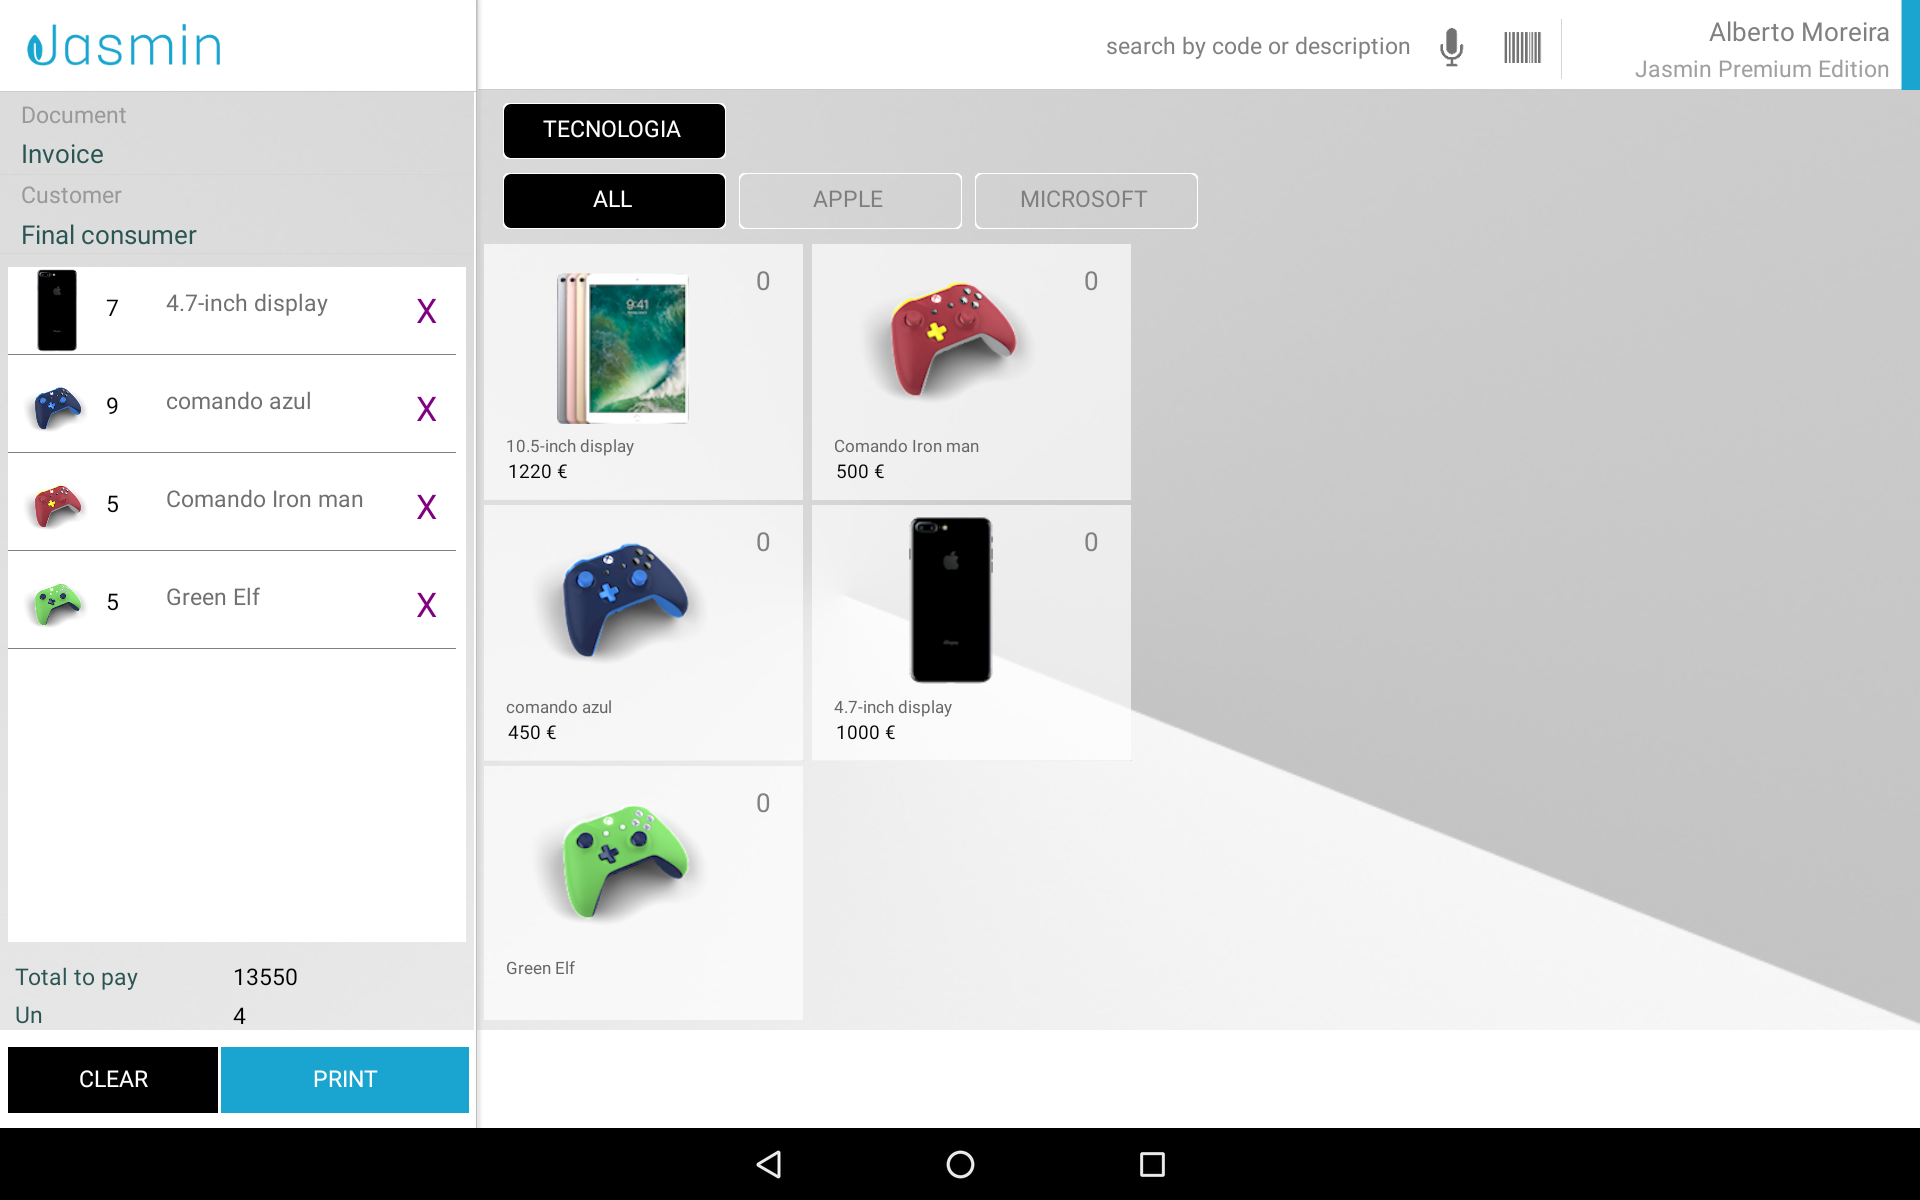 Jasmin
search by code or description
Alberto Moreira
Jasmin Premium Edition
Document
Invoice
Customer
Final consumer
7 4.7-inch display X
9 comando azul X
5 Comando Iron man X
5 Green Elf X
Total to pay 13550
Un 4
CLEAR PRINT
TECNOLOGIA
ALL APPLE MICROSOFT
0
9:41
10.5-inch display
1220 €
0
Comando Iron man
500 €
0
comando azul
450 €
0
4.7-inch display
1000 €
0
Green Elf